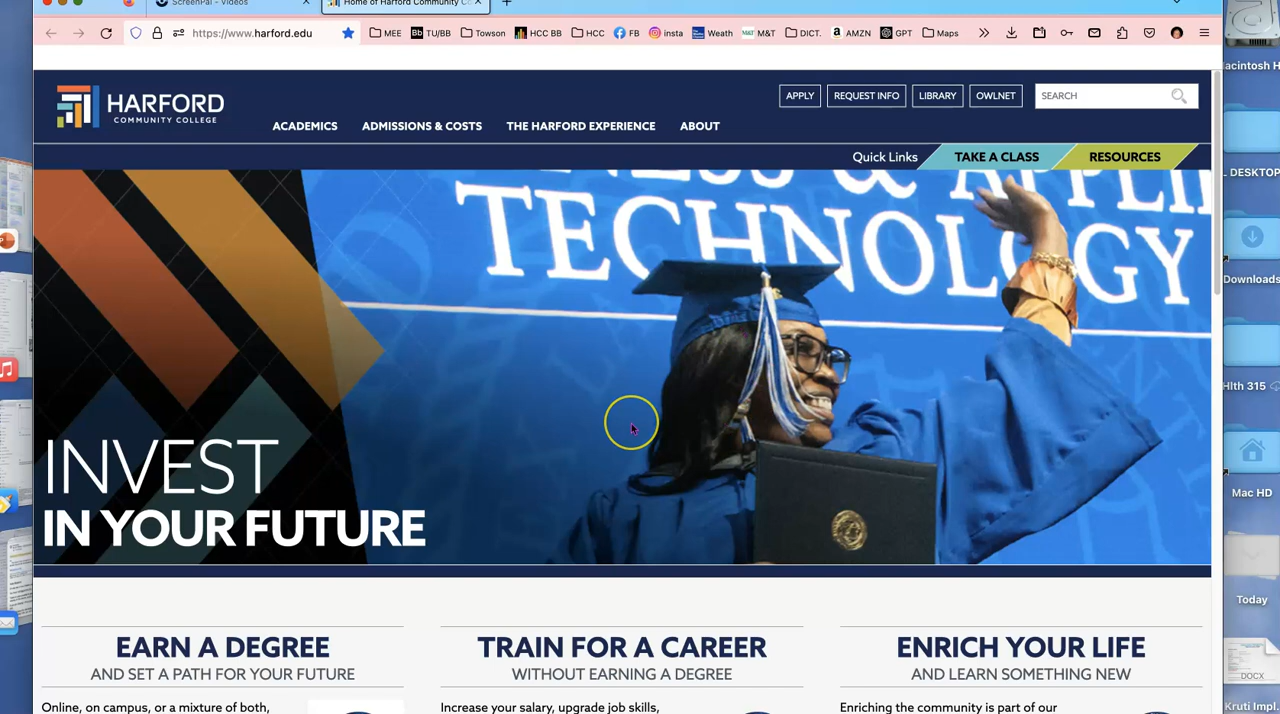 ScreenPal - Videos
Home of Harford Community Co
https://www.harford.edu
MEE
TU/BB
Towson
HCC BB
HCC
FB
insta
Weath
M&T
DICT.
AMZN
GPT
Maps
HARFORD
COMMUNITY COLLEGE
APPLY
REQUEST INFO
LIBRARY
OWLNET
SEARCH
ACADEMICS
ADMISSIONS & COSTS
THE HARFORD EXPERIENCE
ABOUT
Quick Links
TAKE A CLASS
RESOURCES
NESS & APPLI
TECHNOLOGY
INVEST
IN YOUR FUTURE
EARN A DEGREE
AND SET A PATH FOR YOUR FUTURE
Online, on campus, or a mixture of both,
TRAIN FOR A CAREER
WITHOUT EARNING A DEGREE
Increase your salary, upgrade job skills,
ENRICH YOUR LIFE
AND LEARN SOMETHING NEW
Enriching the community is part of our
acintosh H
DESKTOP
Downloads
Hlth 315
Mac HD
Today
DOCX
Kruti Impl.